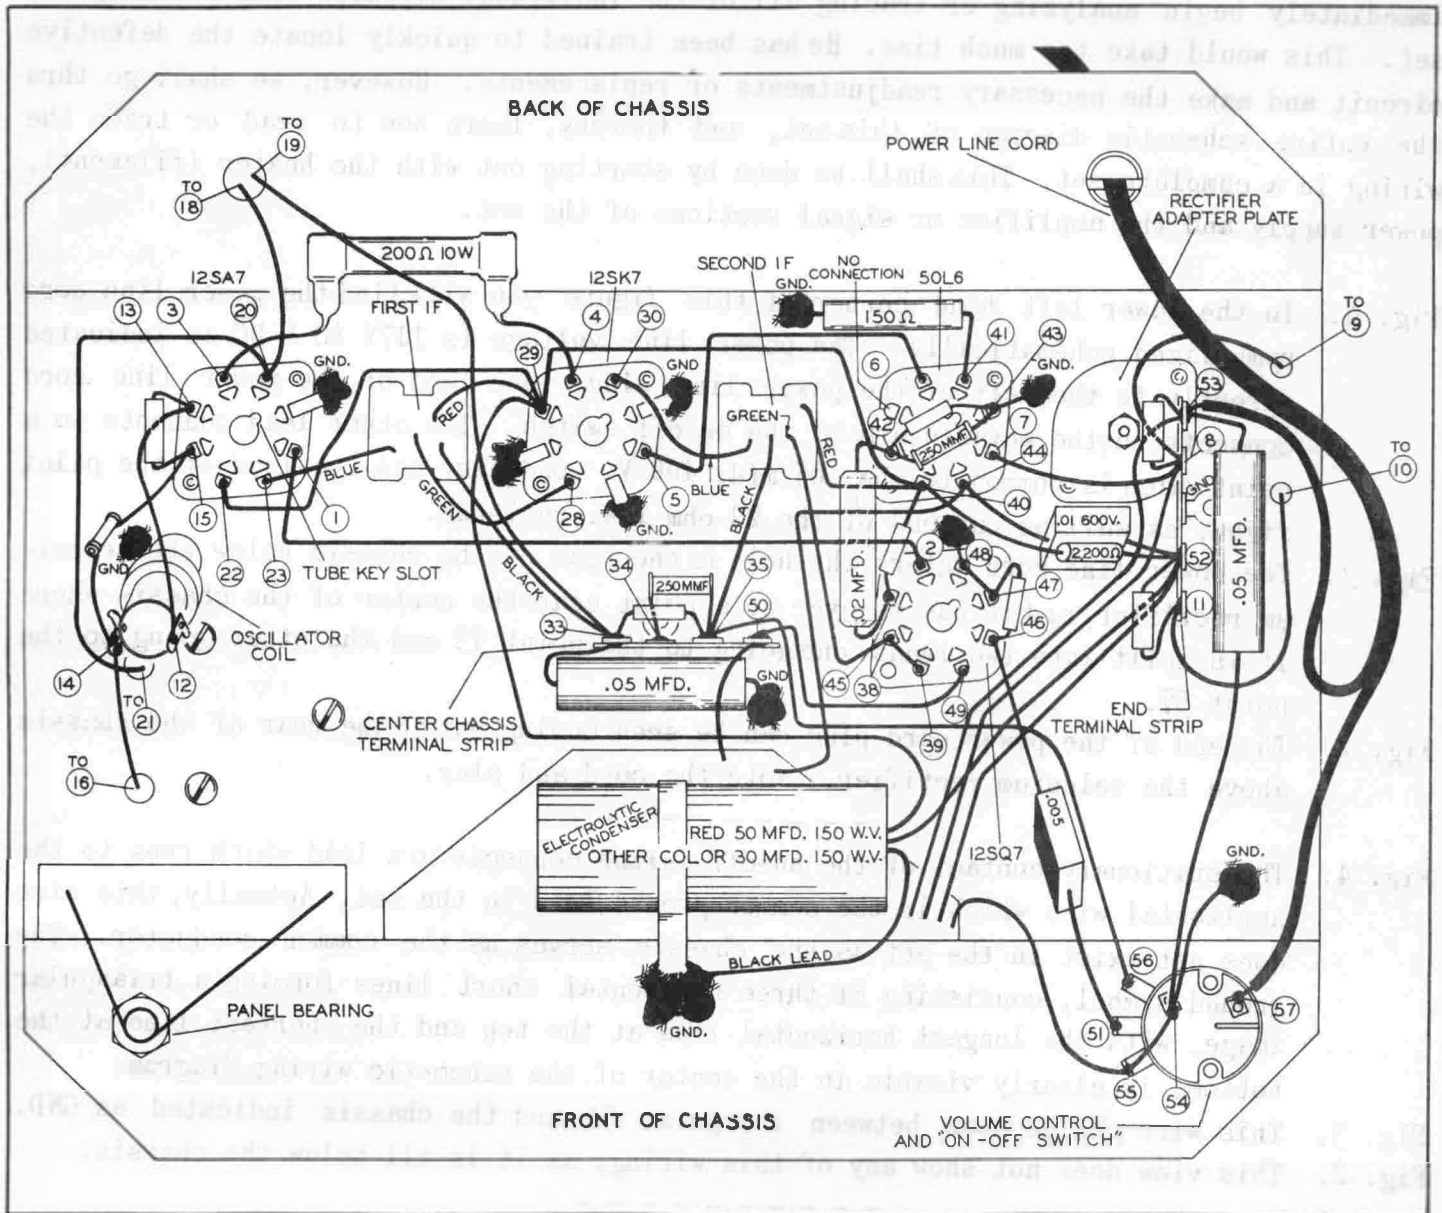 BACK OF CHASSIS
TO
19
TO
18
POWER LINE CORD
RECTIFIER
ADAPTER PLATE
200Ω 10W
12SA7
FIRST IF
12SK7
SECOND IF
NO
CONNECTION
50L6
GND.
150Ω
TO
9
TO
10
13
3
20
GND.
29
4
30
GND
6
41
43
GND.
53
RED
GREEN
GREEN
RED
42
250MMF
7
44
8
BLUE
BLUE
BLACK
5
GND
15
1
28
GND.
40
.01 600V.
2200Ω
.05 MFD.
GND
22
23
TUBE KEY SLOT
BLACK
34
250MMF
35
.02 MFD.
2
48
47
52
33
50
46
11
OSCILLATOR
COIL
14
12
TO
21
.05 MFD.
GND
45
38
39
49
END
TERMINAL STRIP
CENTER CHASSIS
TERMINAL STRIP
TO
16
ELECTROLYTIC
CONDENSER
RED 50 MFD. 150 W.V.
OTHER COLOR 30 MFD. 150 W.V.
12SQ7
.005
GND.
BLACK LEAD
GND.
PANEL BEARING
56
57
51
55
54
FRONT OF CHASSIS
VOLUME CONTROL
AND "ON-OFF SWITCH"